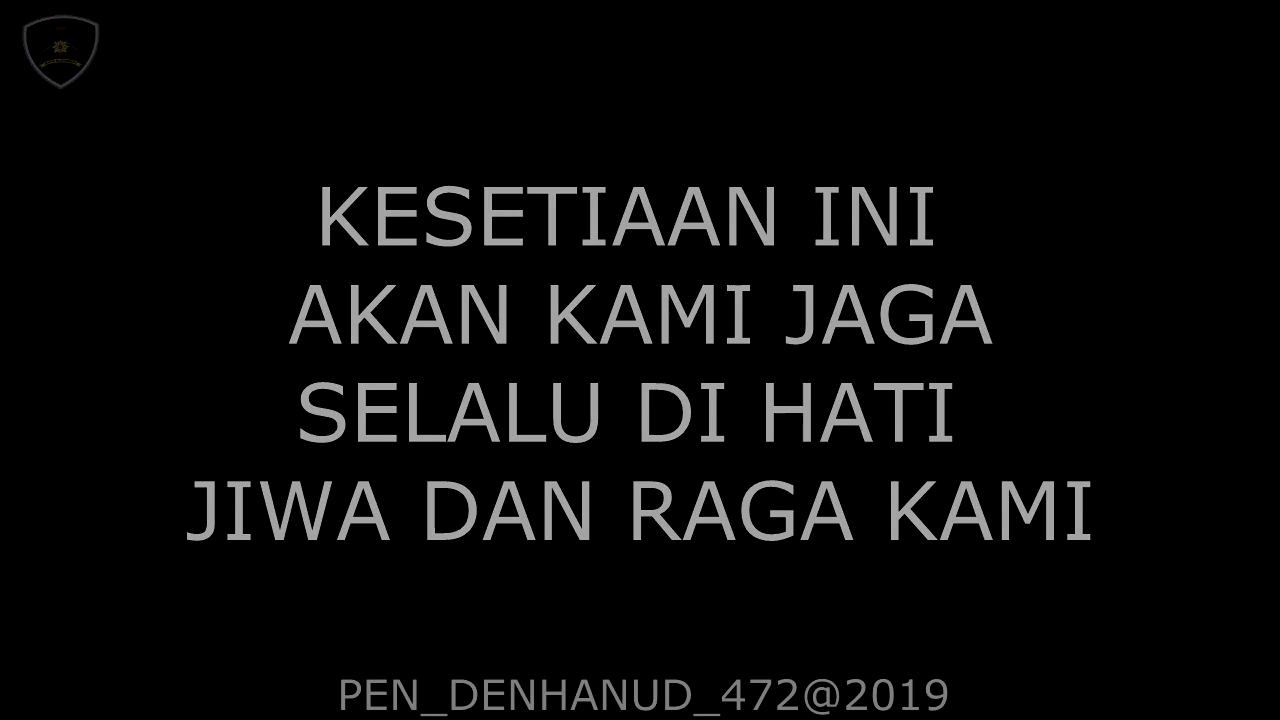 KESETIAAN INI
AKAN KAMI JAGA
SELALU DI HATI
JIWA DAN RAGA KAMI
PEN_DENHANUD_472@2019